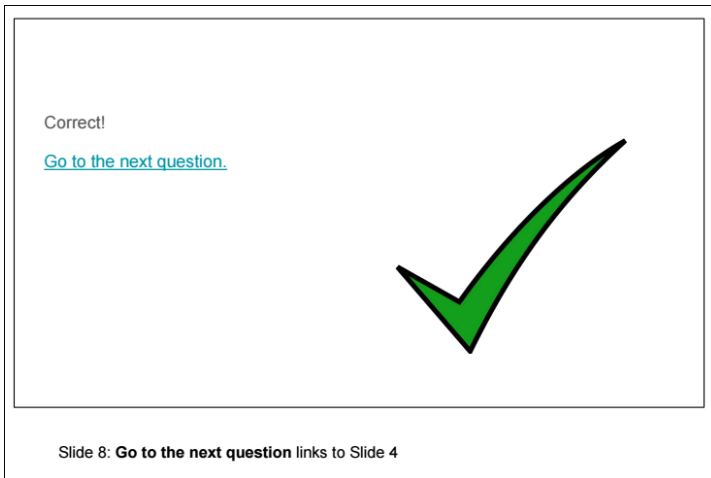 Correct!
Go to the next question.
Slide 8: Go to the next question links to Slide 4